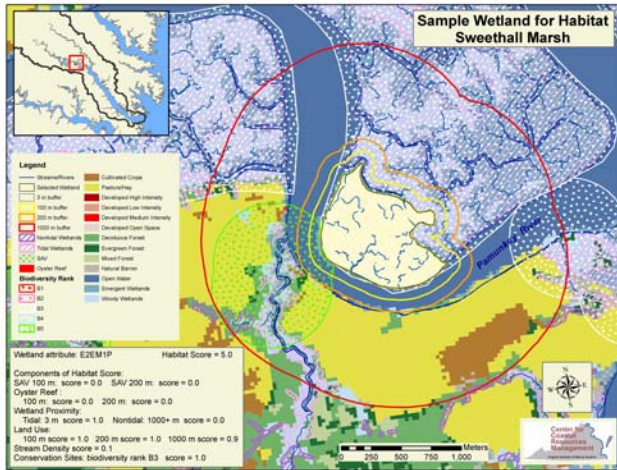 Sample Wetland for Habitat
Sweethall Marsh
Legend
Streams/Rivers
Selected Wetland
3 m buffer
100 m buffer
200 m buffer
1000 m buffer
Nontidal Wetlands
Tidal Wetlands
SAV
Oyster Reef
Biodiversity Rank
B1
B2
B3
B4
B5
Cultivated Crops
Pasture/Hay
Developed High Intensity
Developed Low Intensity
Developed Medium Intensity
Developed Open Space
Deciduous Forest
Evergreen Forest
Mixed Forest
Natural Barren
Open Water
Emergent Wetlands
Woody Wetlands
Pamunkey River
Wetland attribute: E2EM1P Habitat Score = 5.0
Components of Habitat Score:
SAV 100 m: score = 0.0 SAV 200 m: score = 0.0
Oyster Reef :
100 m: score = 0.0 200 m: score = 0.0
Wetland Proximity:
Tidal: 3 m score = 1.0 Nontidal: 1000+ m score = 0.0
Land Use:
100 m score = 1.0 200 m score = 1.0 1000 m score = 0.9
Stream Density score = 0.1
Conservation Sites: biodiversity rank B3 score = 1.0
Meters
0 200 400 800
Center for
Coastal
Resources
Management